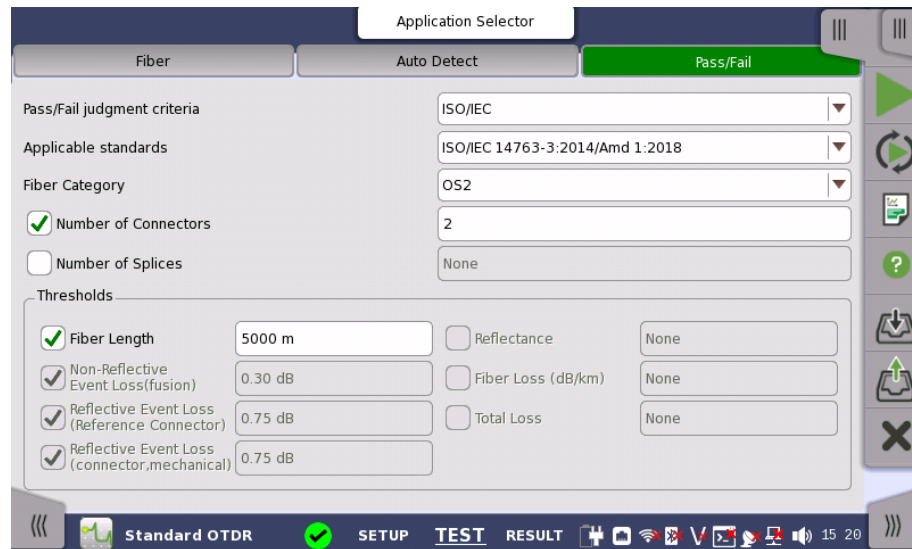 Application Selector
Fiber
Auto Detect
Pass/Fail
Pass/Fail judgment criteria
ISO/IEC
Applicable standards
ISO/IEC 14763-3:2014/Amd 1:2018
Fiber Category
OS2
Number of Connectors
2
Number of Splices
None
Thresholds
Fiber Length
5000 m
Reflectance
None
Non-Reflective
Event Loss(fusion)
0.30 dB
Fiber Loss (dB/km)
None
Reflective Event Loss
(Reference Connector)
0.75 dB
Total Loss
None
Reflective Event Loss
(connector,mechanical)
0.75 dB
Standard OTDR
SETUP
TEST
RESULT
15 20